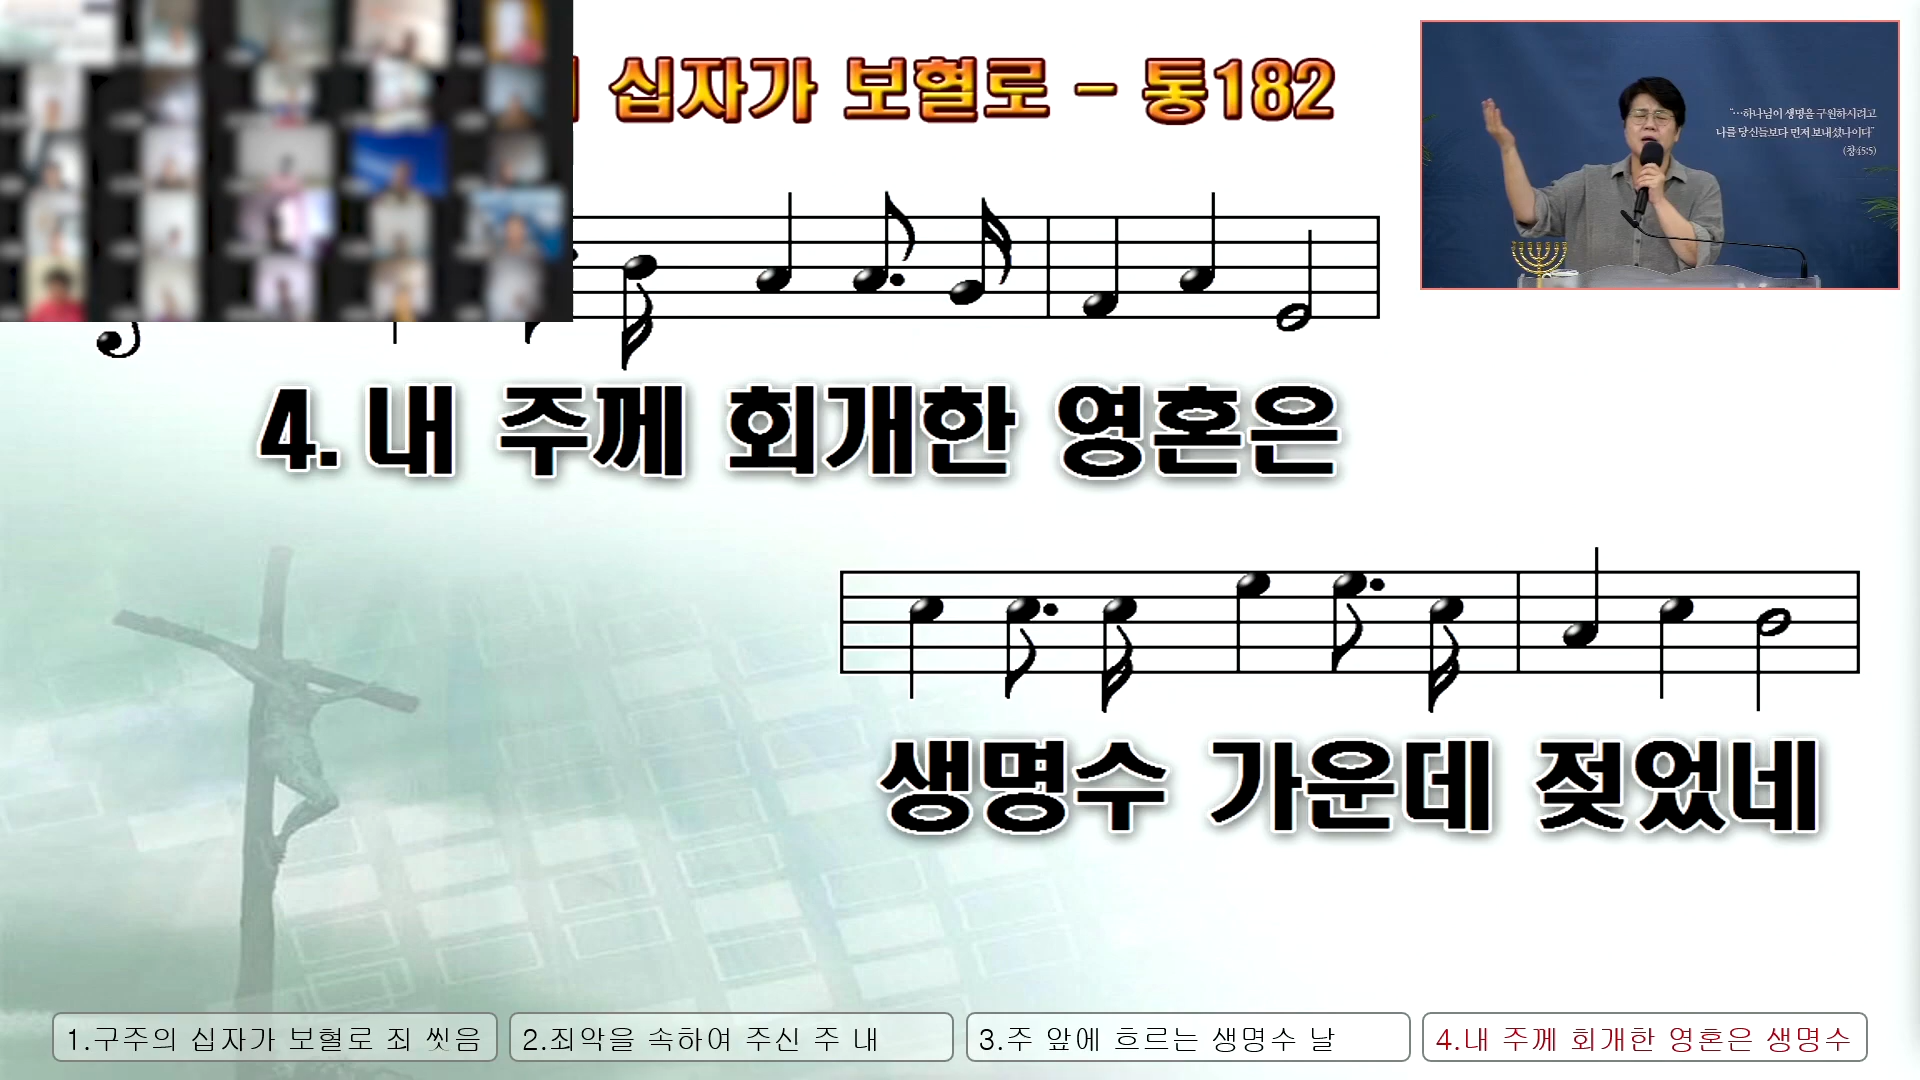 십자가 보혈로 - 통182
"…하나님이 생명을 구원하시려고
나를 당신들보다 먼저 보내셨나이다"
(창45:5)
4. 내 주께 회개한 영혼은
생명수 가운데 젖었네
1.구주의 십자가 보혈로 죄 씻음
2.죄악을 속하여 주신 주 내
3.주 앞에 흐르는 생명수 날
4.내 주께 회개한 영혼은 생명수